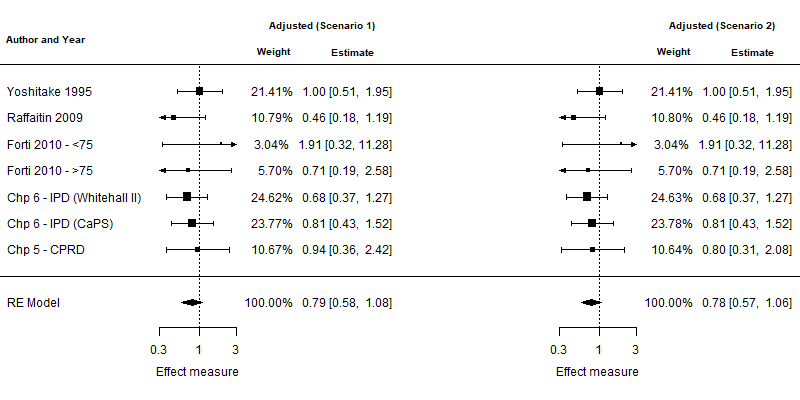 Adjusted (Scenario 1) Adjusted (Scenario 2)
Author and Year
Weight Estimate Weight Estimate
Yoshitake 1995 21.41% 1.00 [0.51, 1.95] 21.41% 1.00 [0.51, 1.95]
Raffaitin 2009 10.79% 0.46 [0.18, 1.19] 10.80% 0.46 [0.18, 1.19]
Forti 2010 - <75 3.04% 1.91 [0.32, 11.28] 3.04% 1.91 [0.32, 11.28]
Forti 2010 - >75 5.70% 0.71 [0.19, 2.58] 5.70% 0.71 [0.19, 2.58]
Chp 6 - IPD (Whitehall II) 24.62% 0.68 [0.37, 1.27] 24.63% 0.68 [0.37, 1.27]
Chp 6 - IPD (CaPS) 23.77% 0.81 [0.43, 1.52] 23.78% 0.81 [0.43, 1.52]
Chp 5 - CPRD 10.67% 0.94 [0.36, 2.42] 10.64% 0.80 [0.31, 2.08]
RE Model 100.00% 0.79 [0.58, 1.08] 100.00% 0.78 [0.57, 1.06]
0.3 1 3 0.3 1 3
Effect measure Effect measure